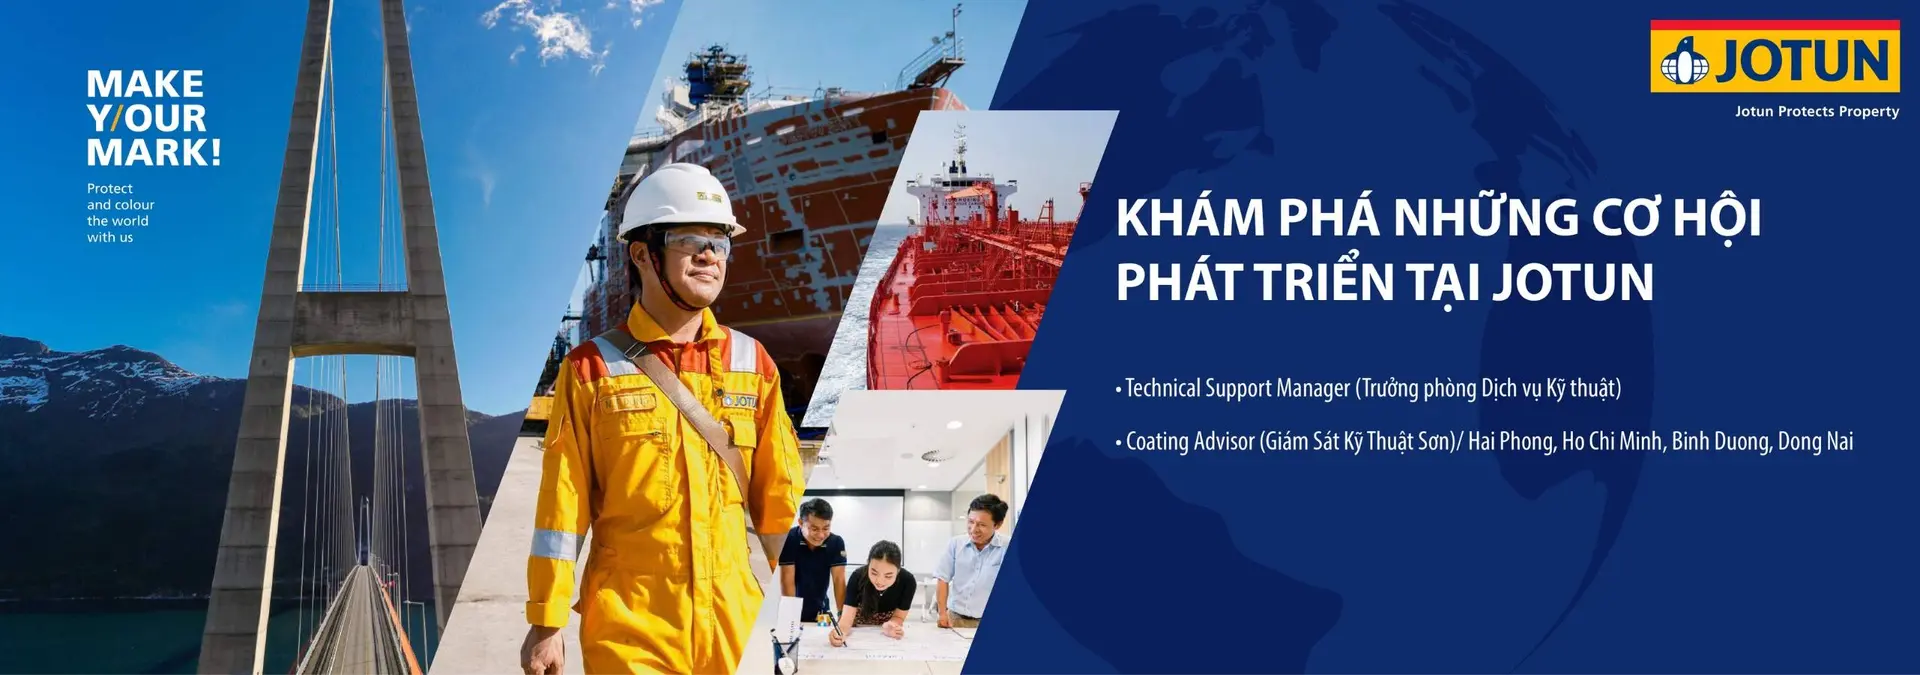 MAKE
Y/OUR
MARK!
Protect
and colour
the world
with us
JOTUN
JOTUN
Jotun Protects Property
KHÁM PHÁ NHỮNG CƠ HỘI
PHÁT TRIỂN TẠI JOTUN
• Technical Support Manager (Trưởng phòng Dịch vụ Kỹ thuật)
• Coating Advisor (Giám Sát Kỹ Thuật Sơn)/ Hai Phong, Ho Chi Minh, Binh Duong, Dong Nai